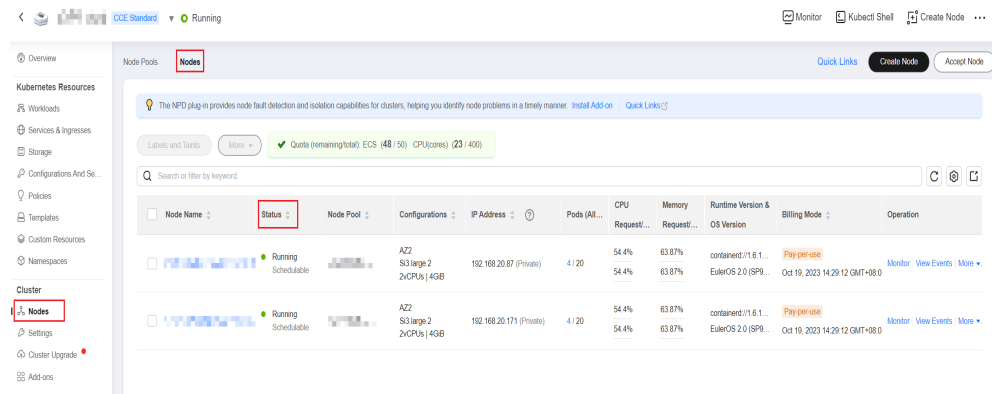 CCE Standard Running Monitor Kubectl Shell Create Node
Overview
Kubernetes Resources
Workloads
Services & Ingresses
Storage
Configurations And Se...
Policies
Templates
Custom Resources
Namespaces
Cluster
Nodes
Settings
Cluster Upgrade
Add-ons
Node Pools Nodes Quick Links Create Node Accept Node
The NPD plug-in provides node fault detection and isolation capabilities for clusters, helping you identify node problems in a timely manner. Install Add-on Quick Links
Labels and Taints More Quota (remaining/total): ECS (48 / 50) CPU(cores) (23 / 400)
Search or filter by keyword.
Node Name Status Node Pool Configurations IP Address Pods (All... CPU Request/... Memory Request/... Runtime Version & OS Version Billing Mode Operation
Running
Schedulable
AZ2
Si3.large.2
2vCPUs | 4GiB
192.168.20.87 (Private)
4 / 20
54.4%
54.4%
63.87%
63.87%
containerd://1.6.1...
EulerOS 2.0 (SP9...
Pay-per-use
Oct 19, 2023 14:29:12 GMT+08:0
Monitor View Events More
Running
Schedulable
AZ2
Si3.large.2
2vCPUs | 4GiB
192.168.20.171 (Private)
4 / 20
54.4%
54.4%
63.87%
63.87%
containerd://1.6.1...
EulerOS 2.0 (SP9...
Pay-per-use
Oct 19, 2023 14:29:12 GMT+08:0
Monitor View Events More